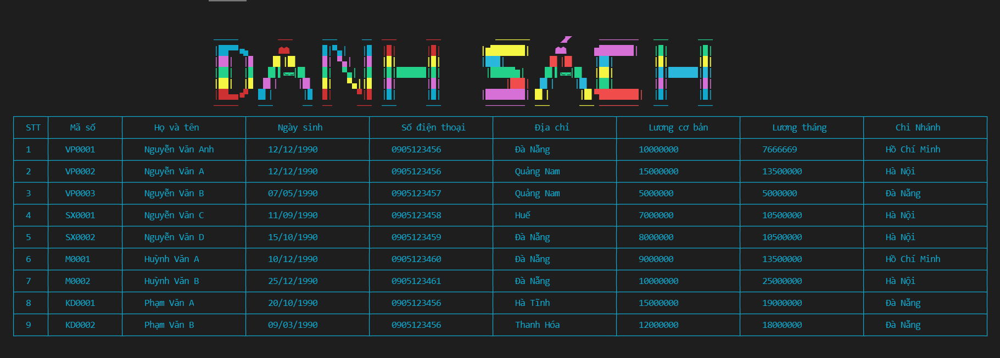 DANH SÁCH
STT Mã số Họ và tên Ngày sinh Số điện thoại Địa chỉ Lương cơ bản Lương tháng Chi Nhánh
1 VP0001 Nguyễn Văn Anh 12/12/1990 0905123456 Đà Nẵng 10000000 7666669 Hồ Chí Minh
2 VP0002 Nguyễn Văn A 12/12/1990 0905123456 Quảng Nam 15000000 13500000 Hà Nội
3 VP0003 Nguyễn Văn B 07/05/1990 0905123457 Quảng Nam 5000000 5000000 Đà Nẵng
4 SX0001 Nguyễn Văn C 11/09/1990 0905123458 Huế 7000000 10500000 Hà Nội
5 SX0002 Nguyễn Văn D 15/10/1990 0905123459 Đà Nẵng 8000000 10500000 Hà Nội
6 M0001 Huỳnh Văn A 10/12/1990 0905123460 Đà Nẵng 9000000 13500000 Hồ Chí Minh
7 M0002 Huỳnh Văn B 25/12/1990 0905123461 Đà Nẵng 10000000 25000000 Hà Nội
8 KD0001 Phạm Văn A 20/10/1990 0905123456 Hà Tĩnh 15000000 19000000 Đà Nẵng
9 KD0002 Phạm Văn B 09/03/1990 0905123456 Thanh Hóa 12000000 18000000 Đà Nẵng